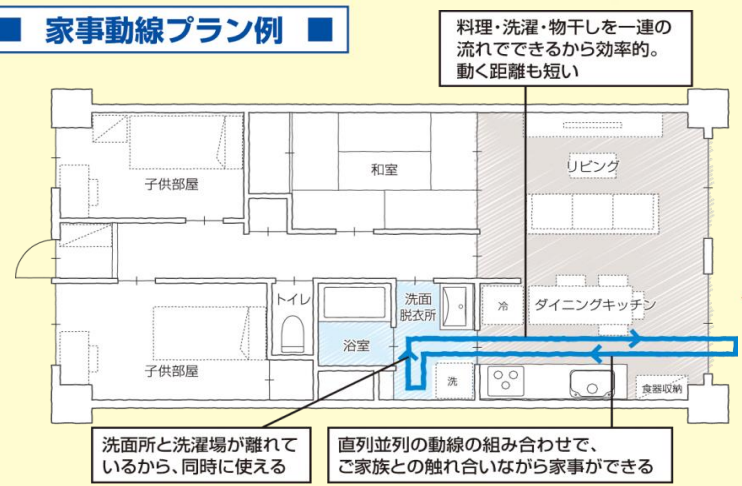 ■ 家事動線プラン例 ■
料理・洗濯・物干しを一連の
流れでできるから効率的。
動く距離も短い
子供部屋
和室
リビング
トイレ
洗面
脱衣所
冷
ダイニングキッチン
浴室
子供部屋
洗
食器収納
洗面所と洗濯場が離れて
いるから、同時に使える
直列並列の動線の組み合わせで、
ご家族との触れ合いながら家事ができる